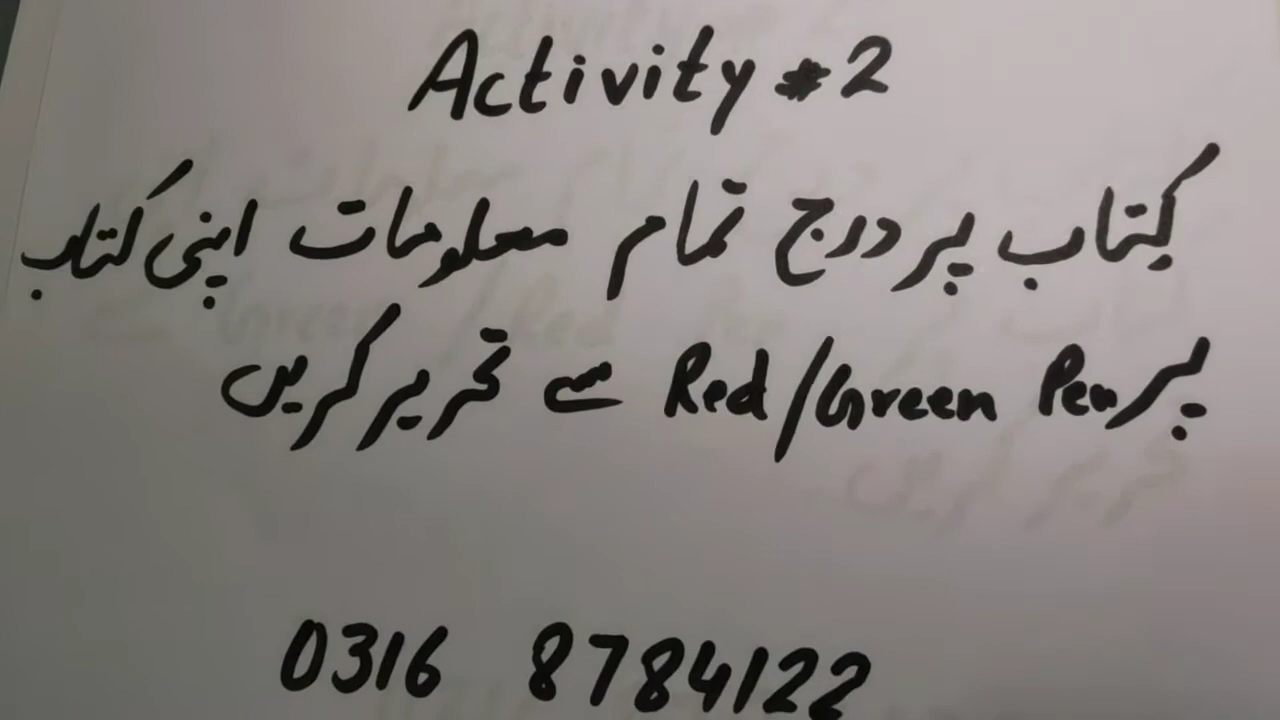 Activity #2
کتاب پر درج تمام معلومات اپنی کتاب
پر Red/Green Pen سے تحریر کریں
0316 8784122